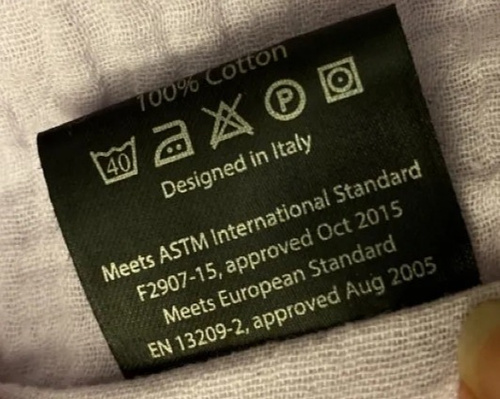 100% Cotton
40 P
Designed in Italy
Meets ASTM International Standard
F2907-15, approved Oct 2015
Meets European Standard
EN 13209-2, approved Aug 2005